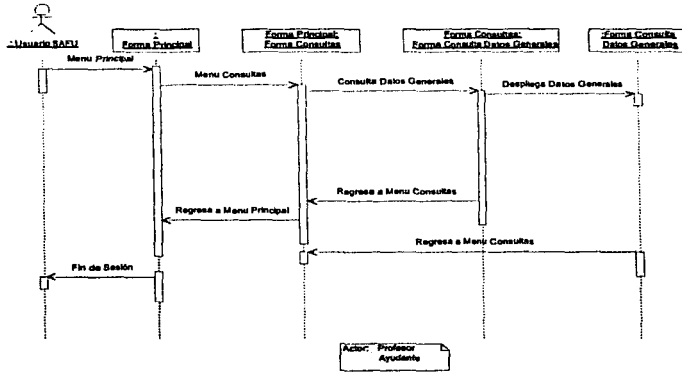 : Usuario SAFU
:
Forma Principal
Forma Principal:
Forma Consultas
Forma Consultas:
Forma Consulta Datos Generales
:Forma Consulta
Datos Generales
Menu Principal
Menu Consultas
Consulta Datos Generales
Despliega Datos Generales
Regresa a Menu Consultas
Regresa a Menu Principal
Regresa a Menu Consultas
Fin de Sesión
Actor: Profesor
Ayudante